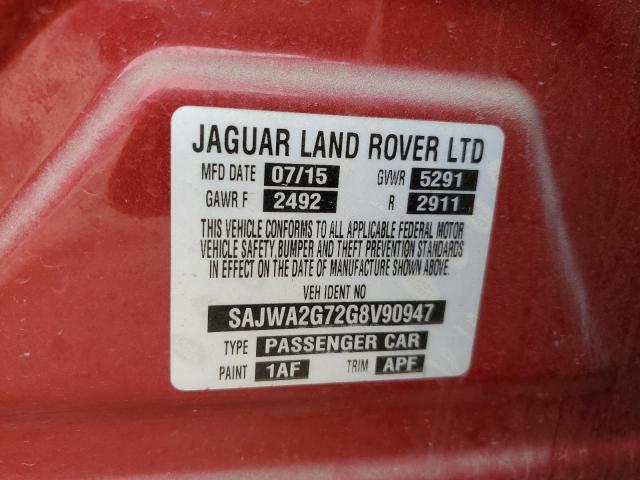 JAGUAR LAND ROVER LTD
MFD DATE 07/15 GVWR 5291
GAWR F 2492 R 2911
THIS VEHICLE CONFORMS TO ALL APPLICABLE FEDERAL MOTOR
VEHICLE SAFETY, BUMPER AND THEFT PREVENTION STANDARDS
IN EFFECT ON THE DATE OF MANUFACTURE SHOWN ABOVE.
VEH IDENT NO
SAJWA2G72G8V90947
TYPE PASSENGER CAR
PAINT 1AF TRIM APF